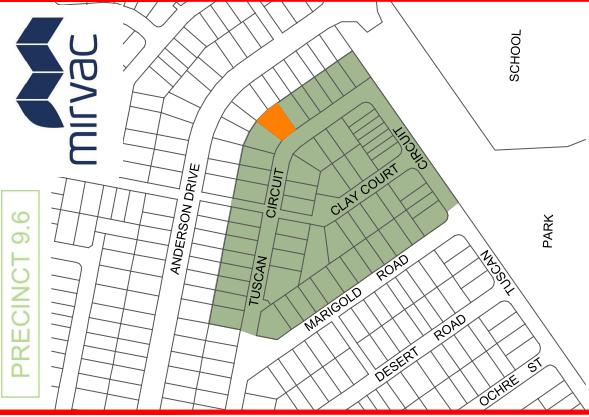 mirvac
PRECINCT 9.6
SCHOOL
PARK
ANDERSON DRIVE
TUSCAN CIRCUIT
CIRCUIT
CLAY COURT
MARIGOLD ROAD
TUSCAN
DESERT ROAD
OCHRE ST